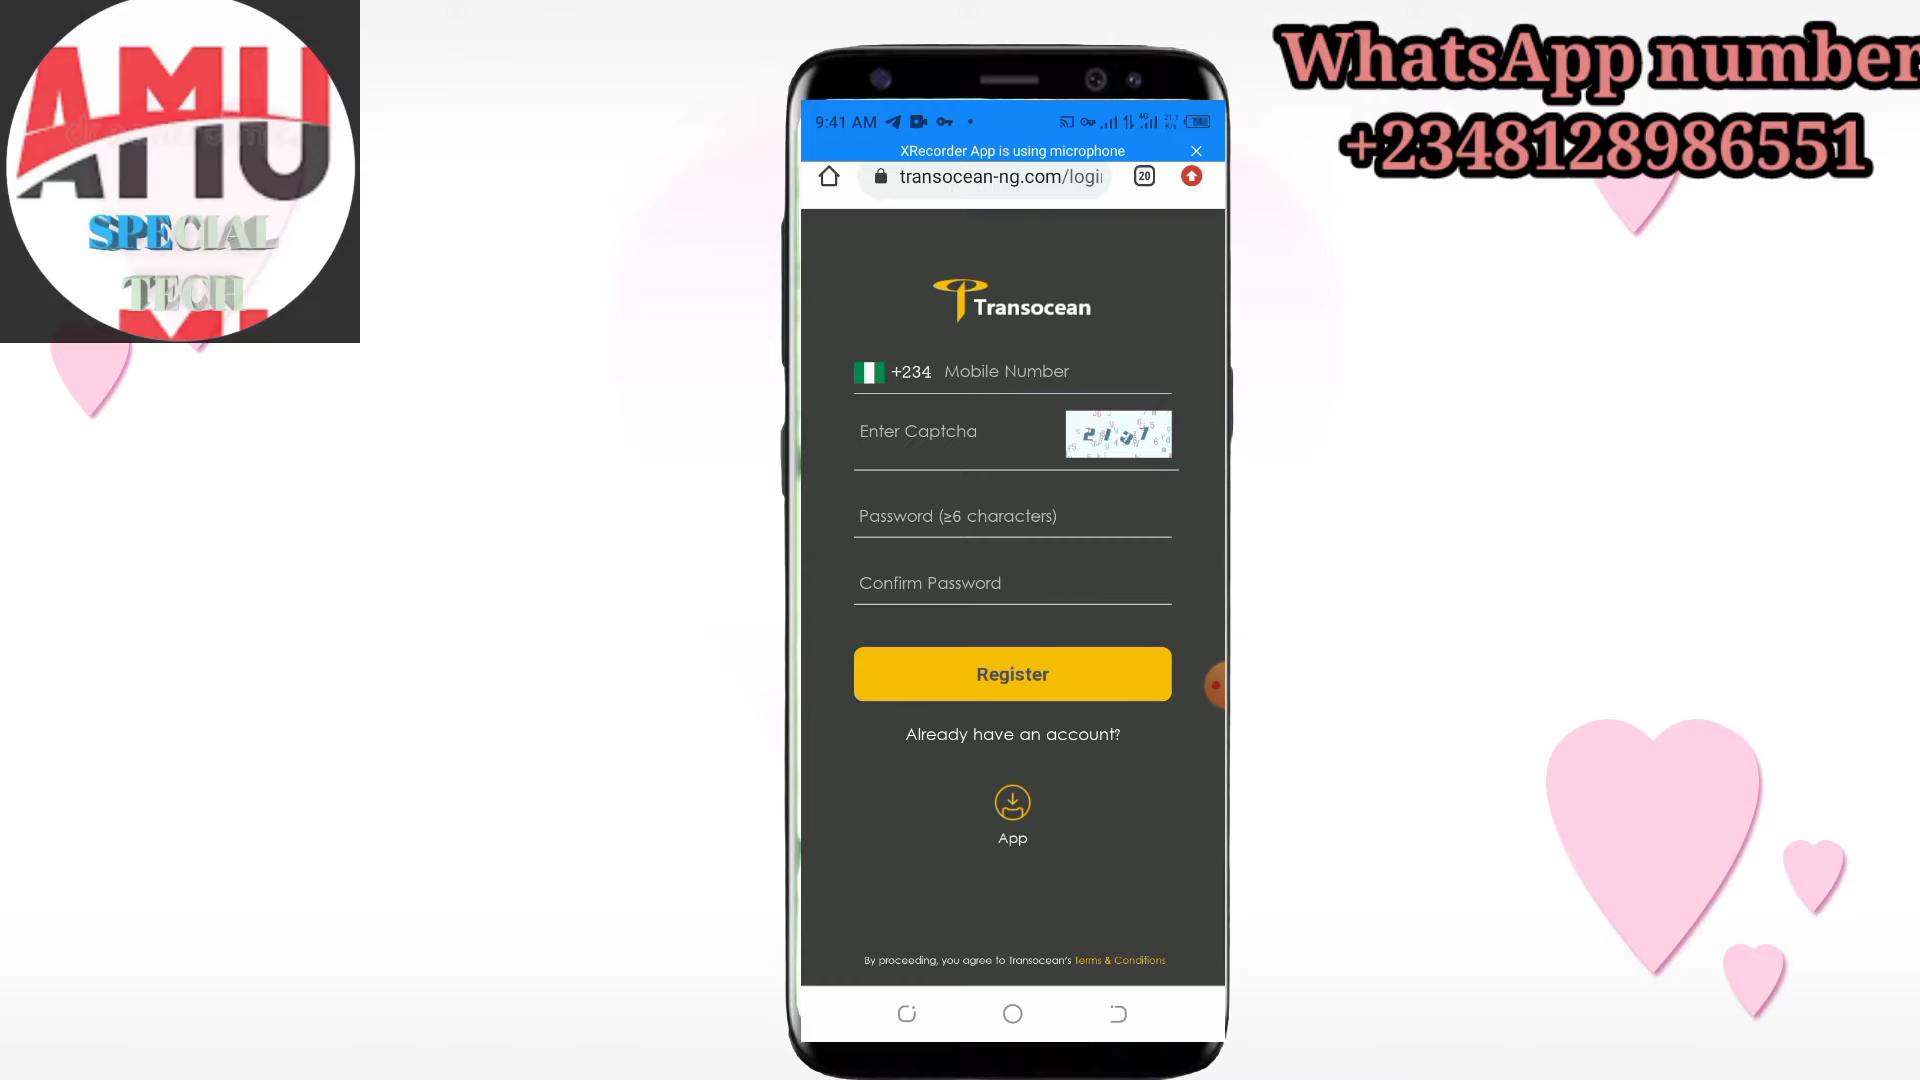 AMU
SPECIAL
TECH
WhatsApp number
+2348128986551
9:41 AM
XRecorder App is using microphone
transocean-ng.com/logi
20
Transocean
+234 Mobile Number
Enter Captcha
Password (≥6 characters)
Confirm Password
Register
Already have an account?
App
By proceeding, you agree to Transocean's Terms & Conditions